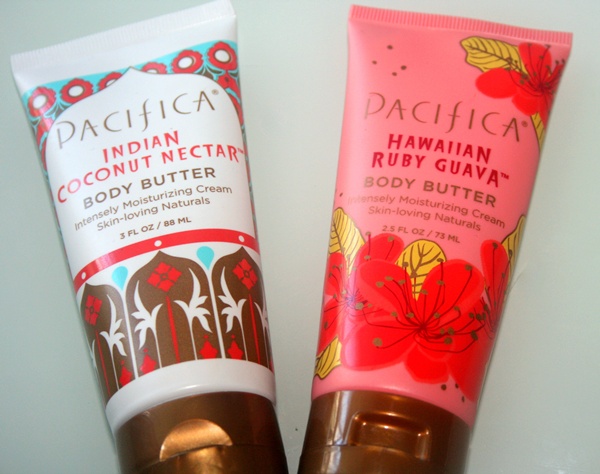 PACIFICA®
INDIAN
COCONUT NECTAR™
BODY BUTTER
Intensely Moisturizing Cream
Skin-loving Naturals
3 FL OZ / 88 ML
PACIFICA®
HAWAIIAN
RUBY GUAVA™
BODY BUTTER
Intensely Moisturizing Cream
Skin-loving Naturals
2.5 FL OZ / 73 ML